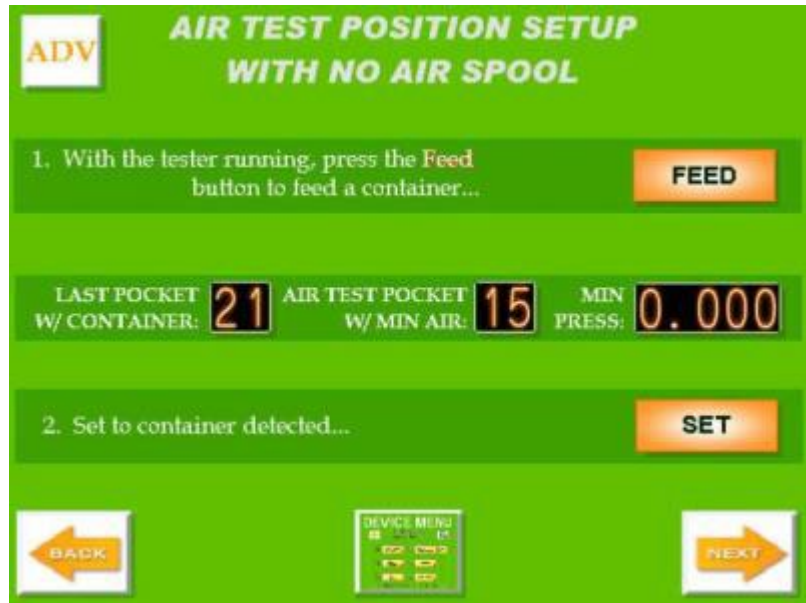 ADV
AIR TEST POSITION SETUP
WITH NO AIR SPOOL
1. With the tester running, press the Feed
button to feed a container...
FEED
LAST POCKET
W/ CONTAINER:
21
AIR TEST POCKET
W/ MIN AIR:
15
MIN
PRESS:
0.000
2. Set to container detected...
SET
BACK
DEVICE MENU
NEXT